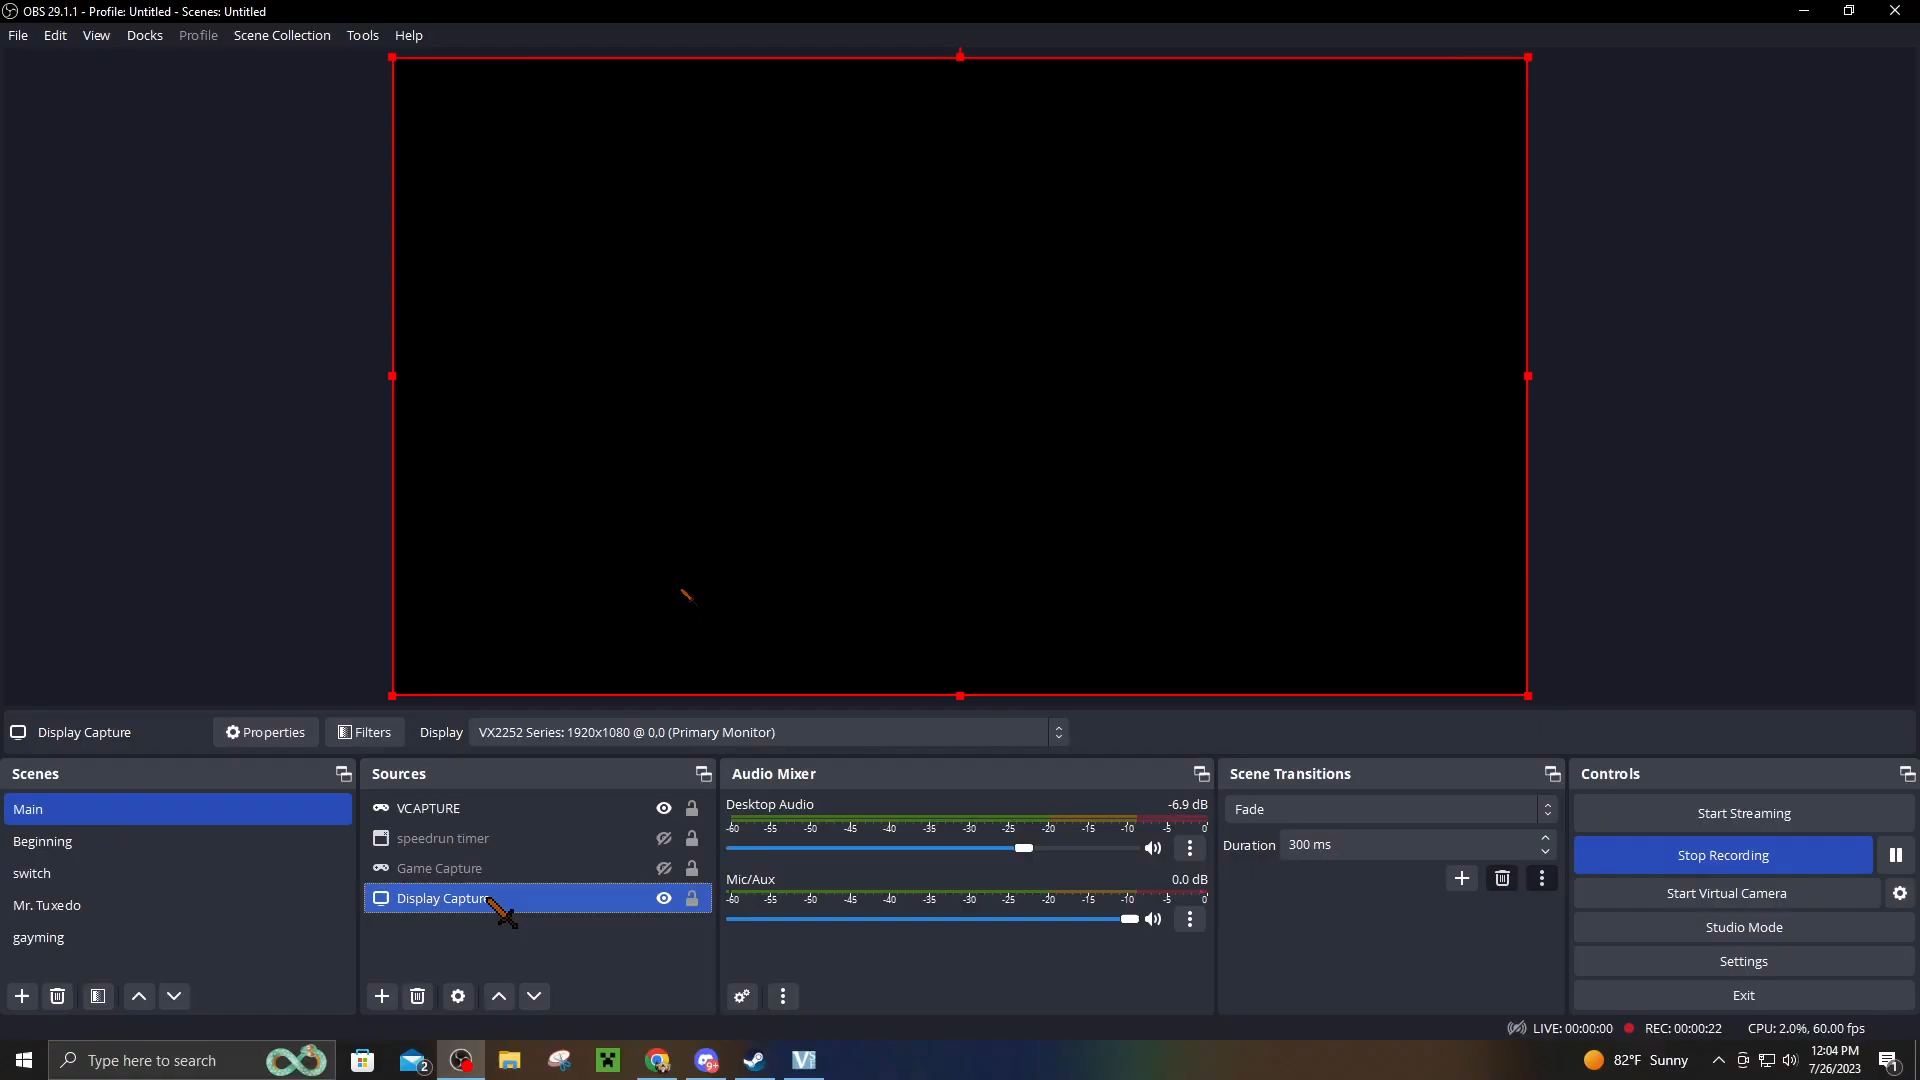 OBS 29.1.1 - Profile: Untitled - Scenes: Untitled
File Edit View Docks Profile Scene Collection Tools Help
Display Capture Properties Filters Display VX2252 Series: 1920x1080 @ 0,0 (Primary Monitor)
Scenes
Main
Beginning
switch
Mr. Tuxedo
gayming
Sources
VCAPTURE
speedrun timer
Game Capture
Display Capture
Audio Mixer
Desktop Audio -6.9 dB
-60 -55 -50 -45 -40 -35 -30 -25 -20 -15 -10 -5 0
Mic/Aux 0.0 dB
-60 -55 -50 -45 -40 -35 -30 -25 -20 -15 -10 -5 0
Scene Transitions
Fade
Duration 300 ms
Controls
Start Streaming
Stop Recording
Start Virtual Camera
Studio Mode
Settings
Exit
LIVE: 00:00:00 REC: 00:00:22 CPU: 2.0%, 60.00 fps
Type here to search
2
9+
82°F Sunny
12:04 PM
7/26/2023
1